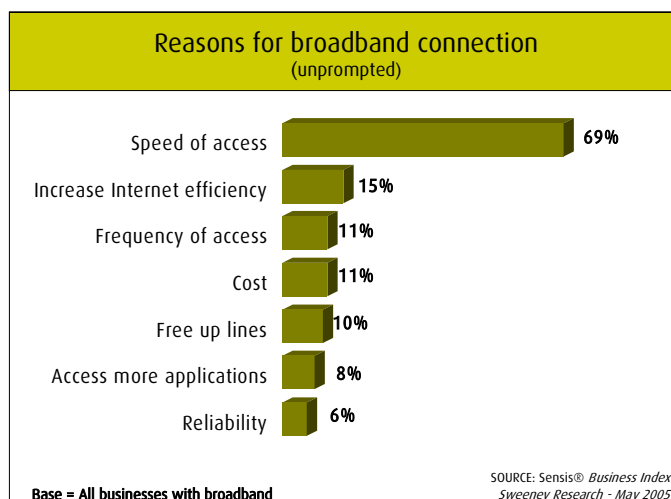 Reasons for broadband connection
(unprompted)
Speed of access 69%
Increase Internet efficiency 15%
Frequency of access 11%
Cost 11%
Free up lines 10%
Access more applications 8%
Reliability 6%
Base = All businesses with broadband
SOURCE: Sensis® Business Index
Sweeney Research - May 2005